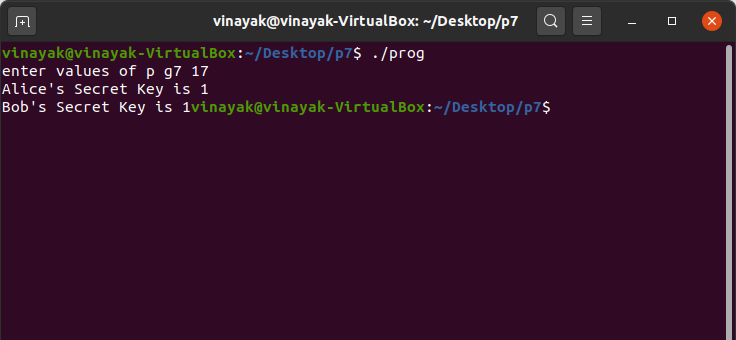 vinayak@vinayak-VirtualBox: ~/Desktop/p7
vinayak@vinayak-VirtualBox:~/Desktop/p7$ ./prog
enter values of p g7 17
Alice's Secret Key is 1
Bob's Secret Key is 1vinayak@vinayak-VirtualBox:~/Desktop/p7$